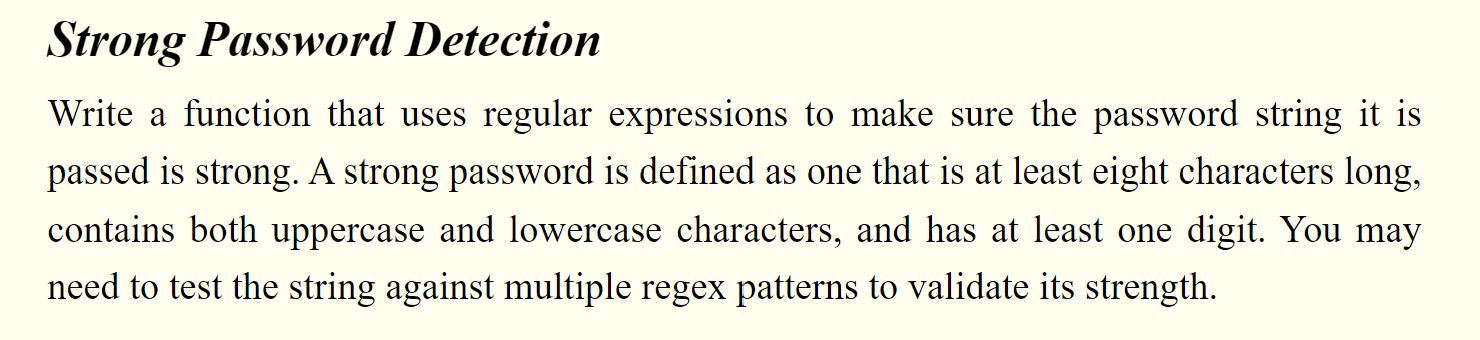 Strong Password Detection
Write a function that uses regular expressions to make sure the password string it is
passed is strong. A strong password is defined as one that is at least eight characters long,
contains both uppercase and lowercase characters, and has at least one digit. You may
need to test the string against multiple regex patterns to validate its strength.